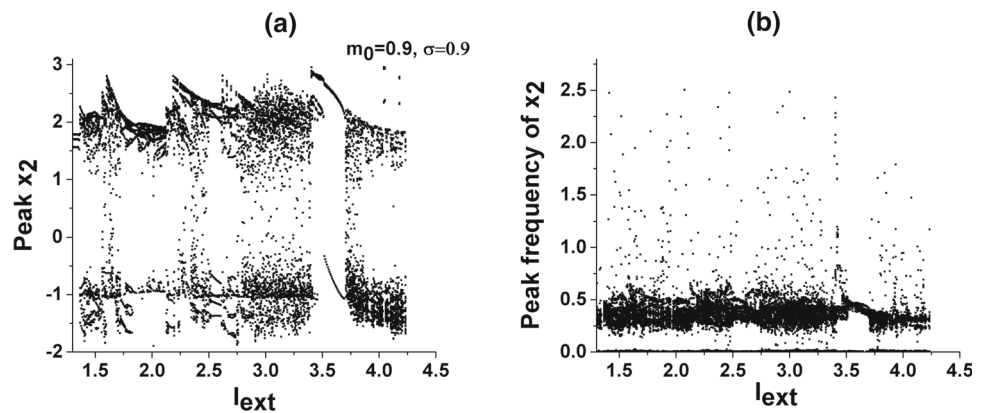 (a)
m₀=0.9, σ=0.9
Peak x₂
3
2
1
0
-1
-2
1.5 2.0 2.5 3.0 3.5 4.0 4.5
Iₑₓₜ
(b)
Peak frequency of x₂
2.5
2.0
1.5
1.0
0.5
0.0
1.5 2.0 2.5 3.0 3.5 4.0 4.5
Iₑₓₜ